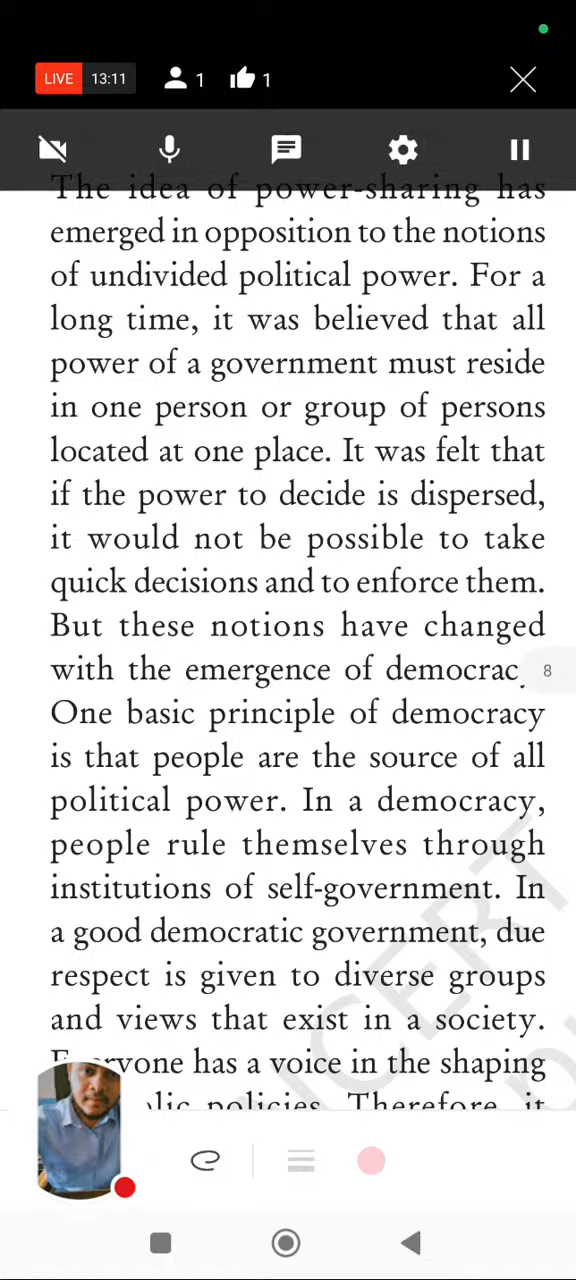 LIVE 13:11 1 1
The idea of power-sharing has
emerged in opposition to the notions
of undivided political power. For a
long time, it was believed that all
power of a government must reside
in one person or group of persons
located at one place. It was felt that
if the power to decide is dispersed,
it would not be possible to take
quick decisions and to enforce them.
But these notions have changed
with the emergence of democracy.
8
One basic principle of democracy
is that people are the source of all
political power. In a democracy,
people rule themselves through
institutions of self-government. In
a good democratic government, due
respect is given to diverse groups
and views that exist in a society.
Everyone has a voice in the shaping
policies. Therefore, it
NCERT